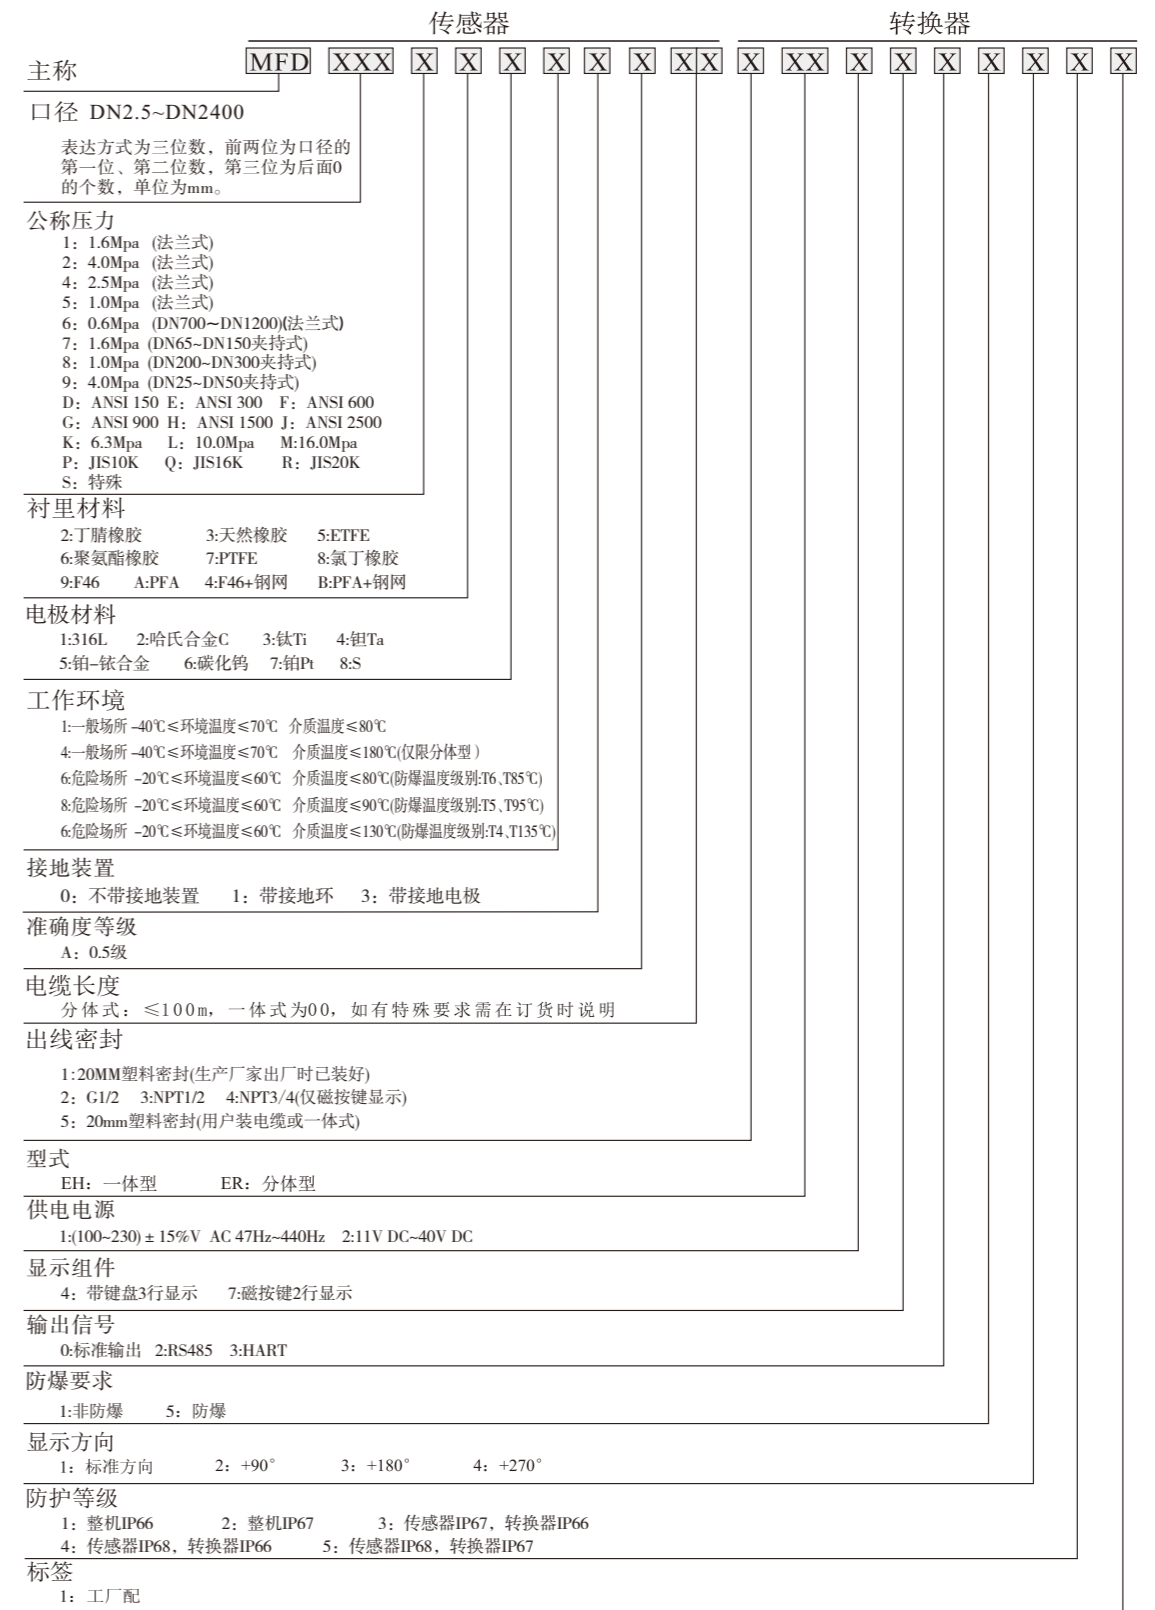 传感器 转换器
主称 MFD XXX X X X X X X X X X XX X X X X X X X
口径 DN2.5~DN2400
表达方式为三位数，前两位为口径的
第一位、第二位数，第三位为后面0
的个数，单位为mm。
公称压力
1：1.6Mpa (法兰式)
2：4.0Mpa (法兰式)
4：2.5Mpa (法兰式)
5：1.0Mpa (法兰式)
6：0.6Mpa (DN700~DN1200)(法兰式)
7：1.6Mpa (DN65~DN150夹持式)
8：1.0Mpa (DN200~DN300夹持式)
9：4.0Mpa (DN25~DN50夹持式)
D：ANSI 150 E：ANSI 300 F：ANSI 600
G：ANSI 900 H：ANSI 1500 J：ANSI 2500
K：6.3Mpa L：10.0Mpa M:16.0Mpa
P：JIS10K Q：JIS16K R：JIS20K
S：特殊
衬里材料
2:丁腈橡胶 3:天然橡胶 5:ETFE
6:聚氨酯橡胶 7:PTFE 8:氯丁橡胶
9:F46 A:PFA 4:F46+钢网 B:PFA+钢网
电极材料
1:316L 2:哈氏合金C 3:钛Ti 4:钽Ta
5:铂-铱合金 6:碳化钨 7:铂Pt 8:S
工作环境
1:一般场所 -40℃≤环境温度≤70℃ 介质温度≤80℃
4:一般场所 -40℃≤环境温度≤70℃ 介质温度≤180℃(仅限分体型)
6:危险场所 -20℃≤环境温度≤60℃ 介质温度≤80℃(防爆温度级别:T6、T85℃)
8:危险场所 -20℃≤环境温度≤60℃ 介质温度≤90℃(防爆温度级别:T5、T95℃)
6:危险场所 -20℃≤环境温度≤60℃ 介质温度≤130℃(防爆温度级别:T4、T135℃)
接地装置
0：不带接地装置 1：带接地环 3：带接地电极
准确度等级
A：0.5级
电缆长度
分体式：≤100m，一体式为00，如有特殊要求需在订货时说明
出线密封
1:20MM塑料密封(生产厂家出厂时已装好)
2：G1/2 3:NPT1/2 4:NPT3/4(仅磁按键显示)
5：20mm塑料密封(用户装电缆或一体式)
型式
EH：一体型 ER：分体型
供电电源
1:(100~230)±15%V AC 47Hz~440Hz 2:11V DC~40V DC
显示组件
4：带键盘3行显示 7:磁按键2行显示
输出信号
0:标准输出 2:RS485 3:HART
防爆要求
1:非防爆 5：防爆
显示方向
1：标准方向 2：+90° 3：+180° 4：+270°
防护等级
1：整机IP66 2：整机IP67 3：传感器IP67，转换器IP66
4：传感器IP68，转换器IP66 5：传感器IP68，转换器IP67
标签
1：工厂配